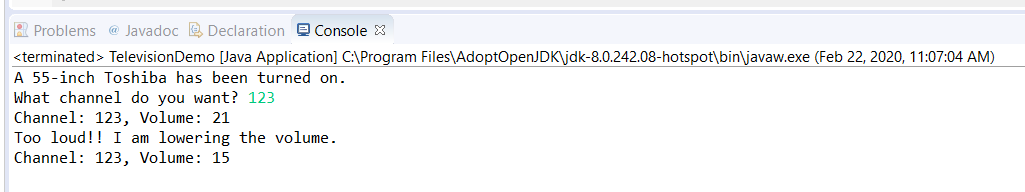 Problems @ Javadoc Declaration Console
<terminated> TelevisionDemo [Java Application] C:\Program Files\AdoptOpenJDK\jdk-8.0.242.08-hotspot\bin\javaw.exe (Feb 22, 2020, 11:07:04 AM)
A 55-inch Toshiba has been turned on.
What channel do you want? 123
Channel: 123, Volume: 21
Too loud!! I am lowering the volume.
Channel: 123, Volume: 15